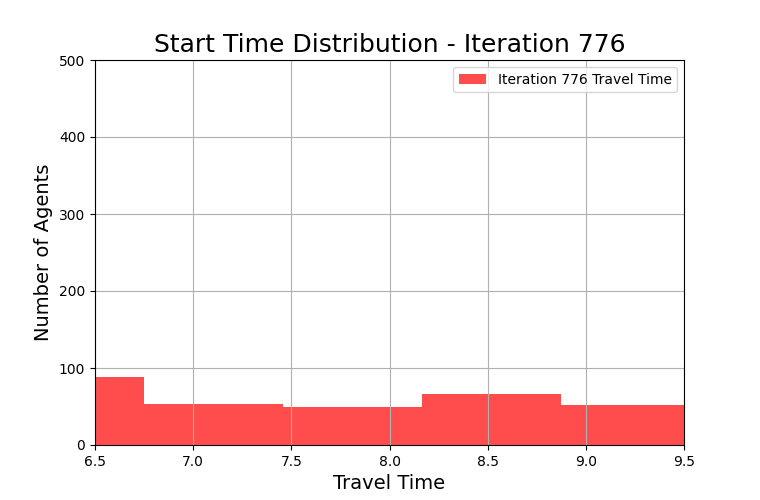 Start Time Distribution - Iteration 776
500
400
300
200
100
0
Number of Agents
Iteration 776 Travel Time
6.5 7.0 7.5 8.0 8.5 9.0 9.5
Travel Time